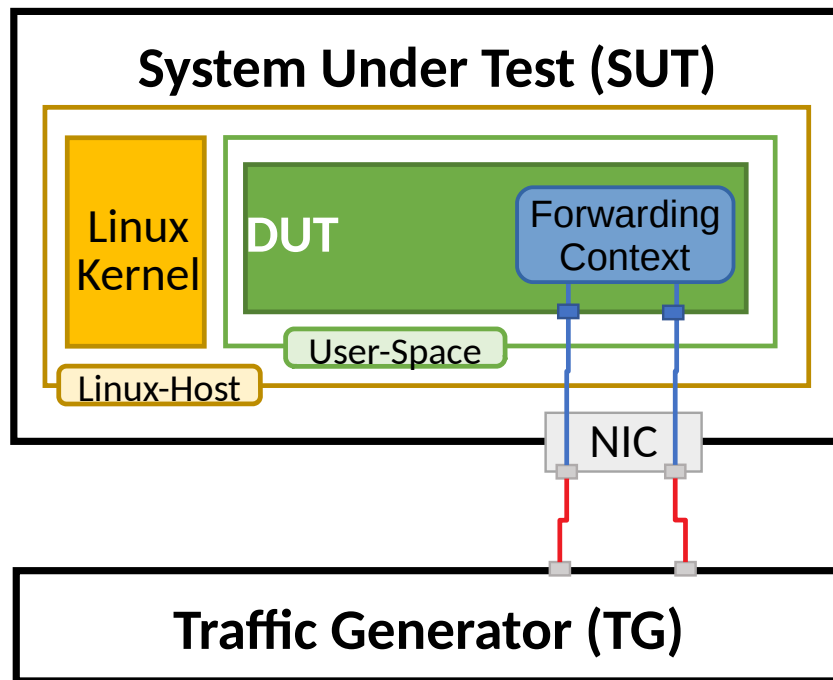 System Under Test (SUT)
Linux
Kernel
DUT
Forwarding
Context
User-Space
Linux-Host
NIC
Traffic Generator (TG)